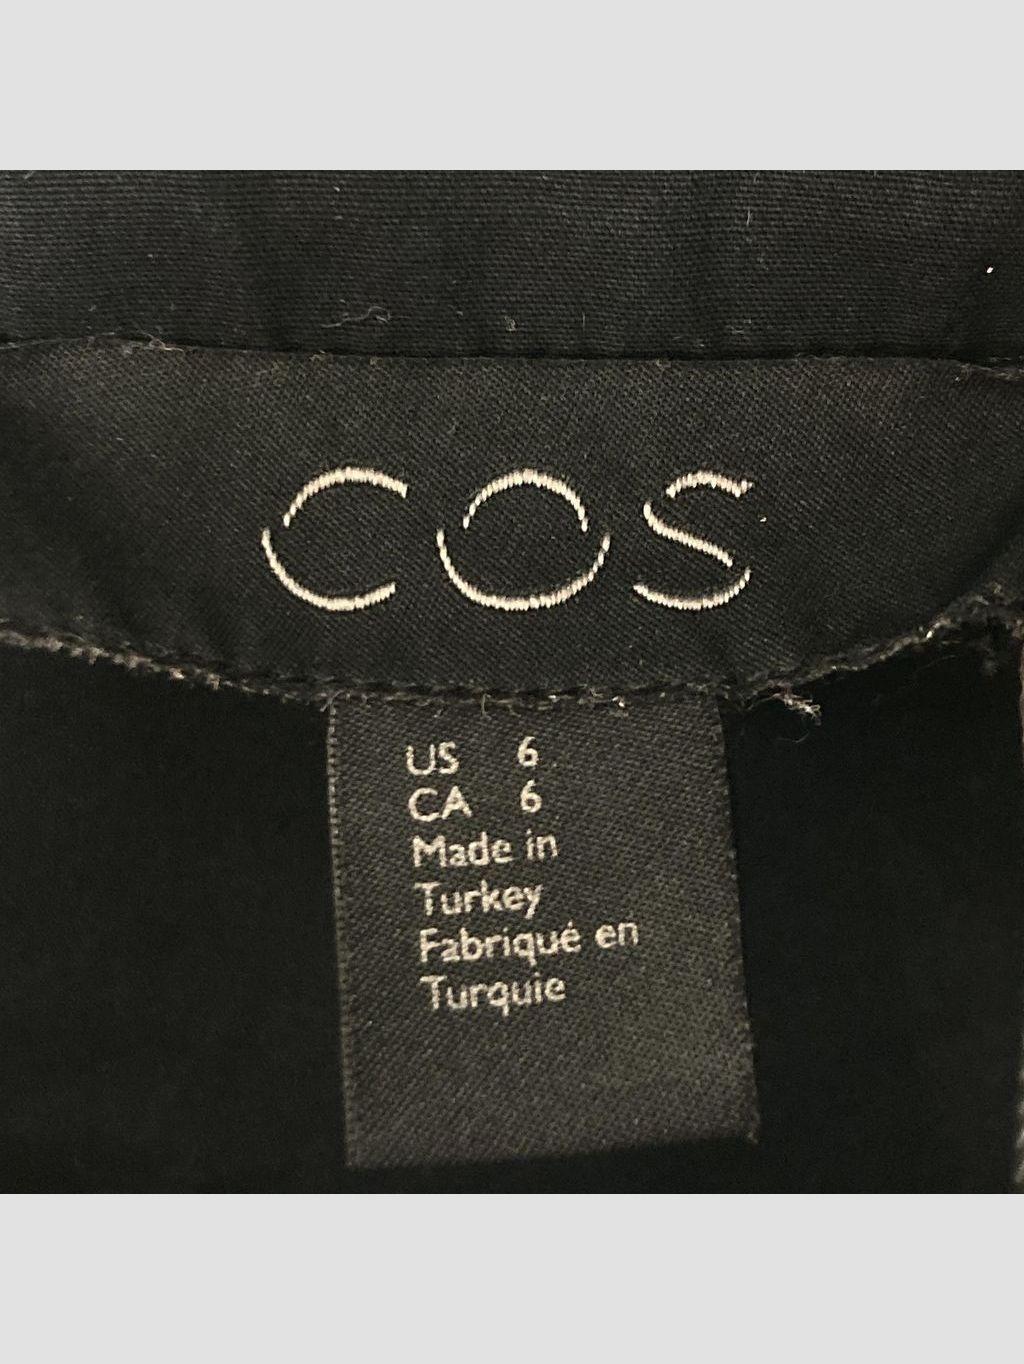 COS
US 6
CA 6
Made in
Turkey
Fabriqué en
Turquie